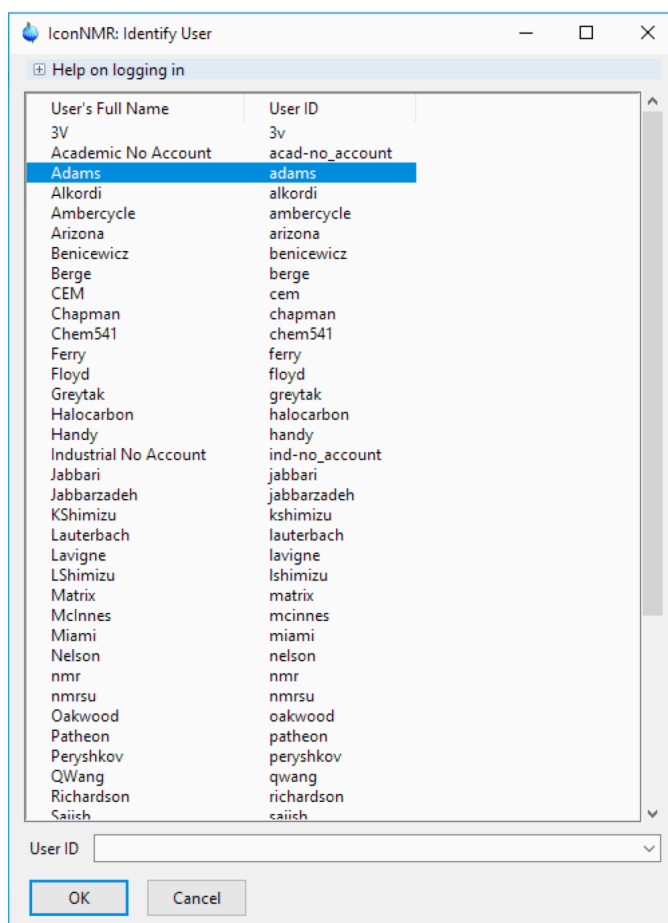 IconNMR: Identify User
Help on logging in
User's Full Name User ID
3V 3v
Academic No Account acad-no_account
Adams adams
Alkordi alkordi
Ambercycle ambercycle
Arizona arizona
Benicewicz benicewicz
Berge berge
CEM cem
Chapman chapman
Chem541 chem541
Ferry ferry
Floyd floyd
Greytak greytak
Halocarbon halocarbon
Handy handy
Industrial No Account ind-no_account
Jabbari jabbari
Jabbarzadeh jabbarzadeh
KShimizu kshimizu
Lauterbach lauterbach
Lavigne lavigne
LShimizu lshimizu
Matrix matrix
McInnes mcinnes
Miami miami
Nelson nelson
nmr nmr
nmrsu nmrsu
Oakwood oakwood
Patheon patheon
Peryshkov peryshkov
QWang qwang
Richardson richardson
User ID
OK Cancel